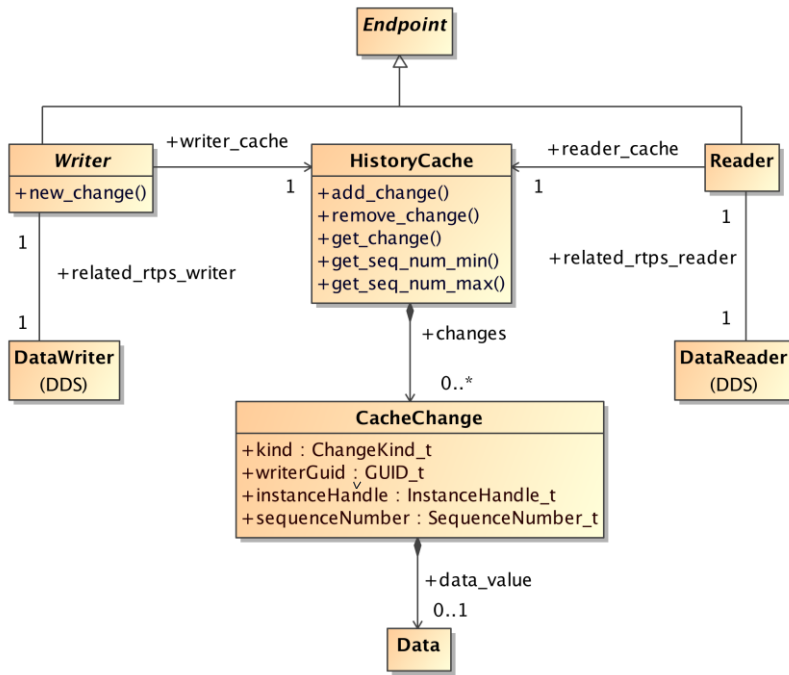 Endpoint
+writer_cache
+reader_cache
Writer
HistoryCache
Reader
+new_change()
1
1
+add_change()
+remove_change()
+get_change()
+get_seq_num_min()
+get_seq_num_max()
1
1
+related_rtps_writer
+related_rtps_reader
1
1
+changes
DataWriter
(DDS)
DataReader
(DDS)
0..*
CacheChange
+kind : ChangeKind_t
+writerGuid : GUID_t
+instanceHandle : InstanceHandle_t
+sequenceNumber : SequenceNumber_t
+data_value
0..1
Data